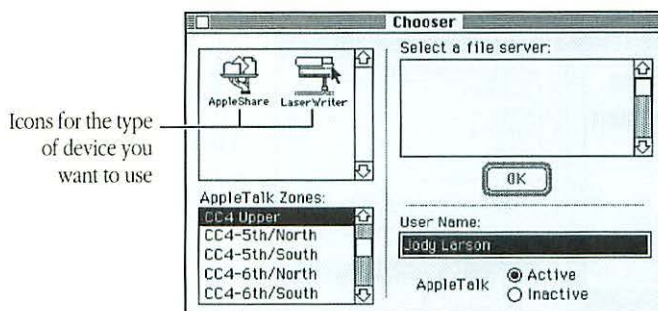 Chooser
Select a file server:
AppleShare
LaserWriter
Icons for the type
of device you
want to use
OK
AppleTalk Zones:
CC4 Upper
CC4-5th/North
CC4-5th/South
CC4-6th/North
CC4-6th/South
User Name:
Jody Larson
AppleTalk
Active
Inactive